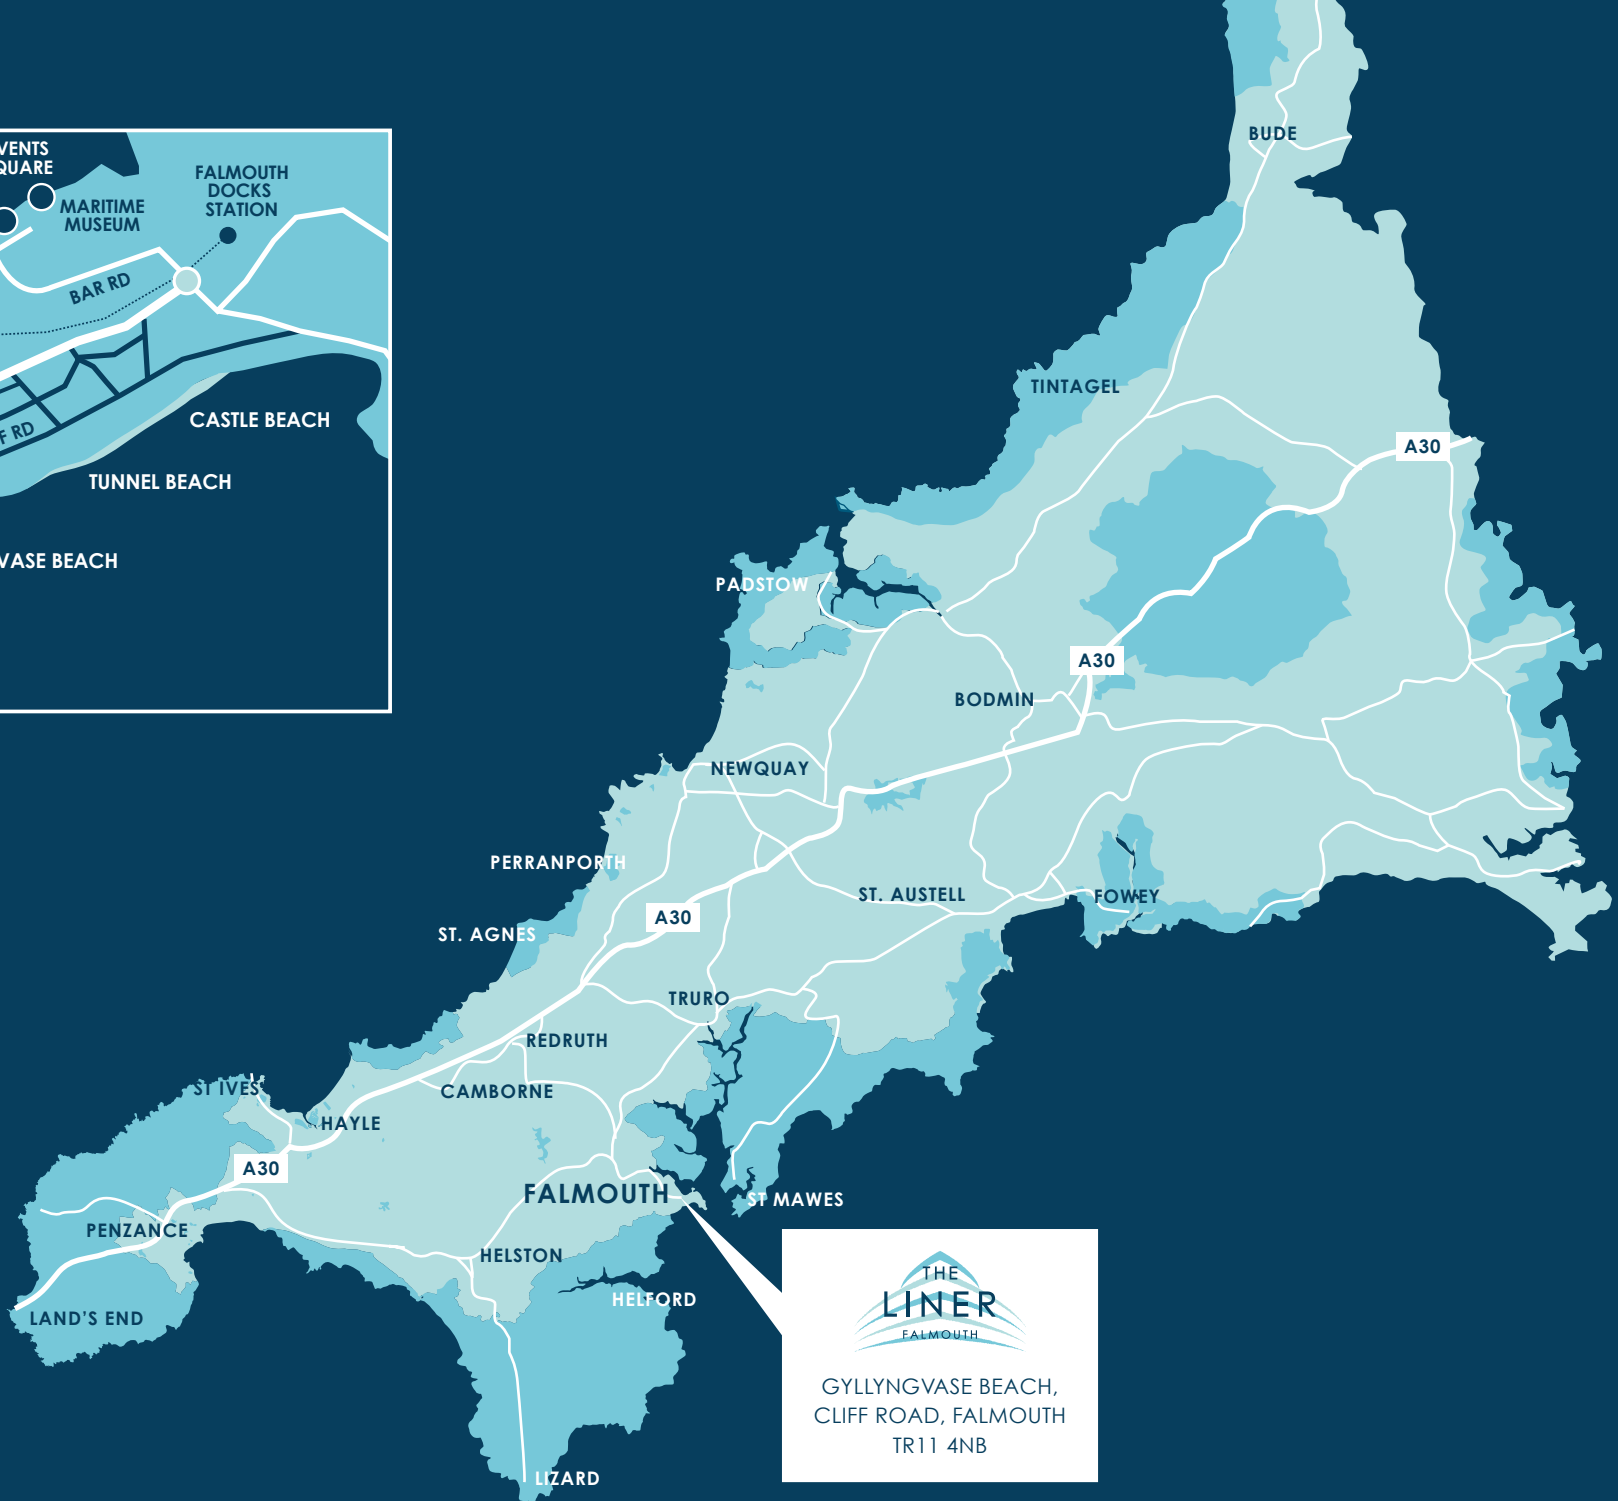 VENTS
QUARE
MARITIME
MUSEUM
FALMOUTH
DOCKS
STATION
BAR RD
F RD
CASTLE BEACH
TUNNEL BEACH
VASE BEACH
BUDE
TINTAGEL
A30
PADSTOW
A30
BODMIN
NEWQUAY
PERRANPORTH
ST. AUSTELL
FOWEY
A30
ST. AGNES
TRURO
REDRUTH
CAMBORNE
ST IVES
HAYLE
A30
FALMOUTH
ST MAWES
PENZANCE
HELSTON
HELFORD
LAND'S END
LIZARD
THE
LINER
FALMOUTH
GYLLYNGVASE BEACH,
CLIFF ROAD, FALMOUTH
TR11 4NB